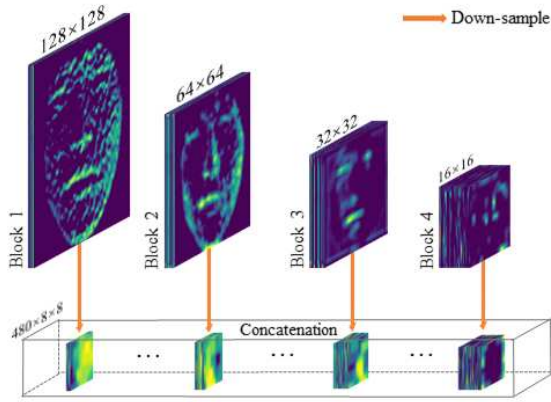 Down-sample
128×128
64×64
32×32
16×16
Block 1
Block 2
Block 3
Block 4
480×8×8
Concatenation
... ... ... ...